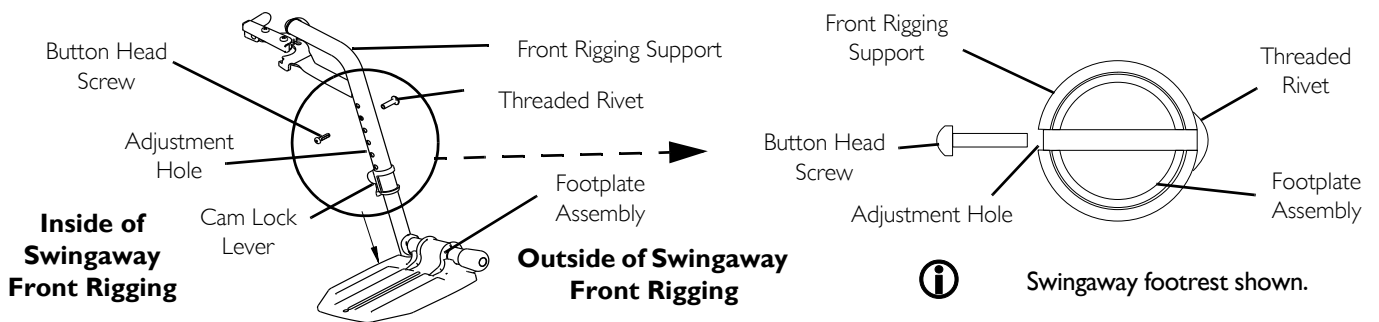 Button Head
Screw
Front Rigging Support
Threaded Rivet
Adjustment
Hole
Cam Lock
Lever
Footplate
Assembly
Inside of
Swingaway
Front Rigging
Outside of Swingaway
Front Rigging
Front Rigging
Support
Threaded
Rivet
Button Head
Screw
Adjustment Hole
Footplate
Assembly
i
Swingaway footrest shown.